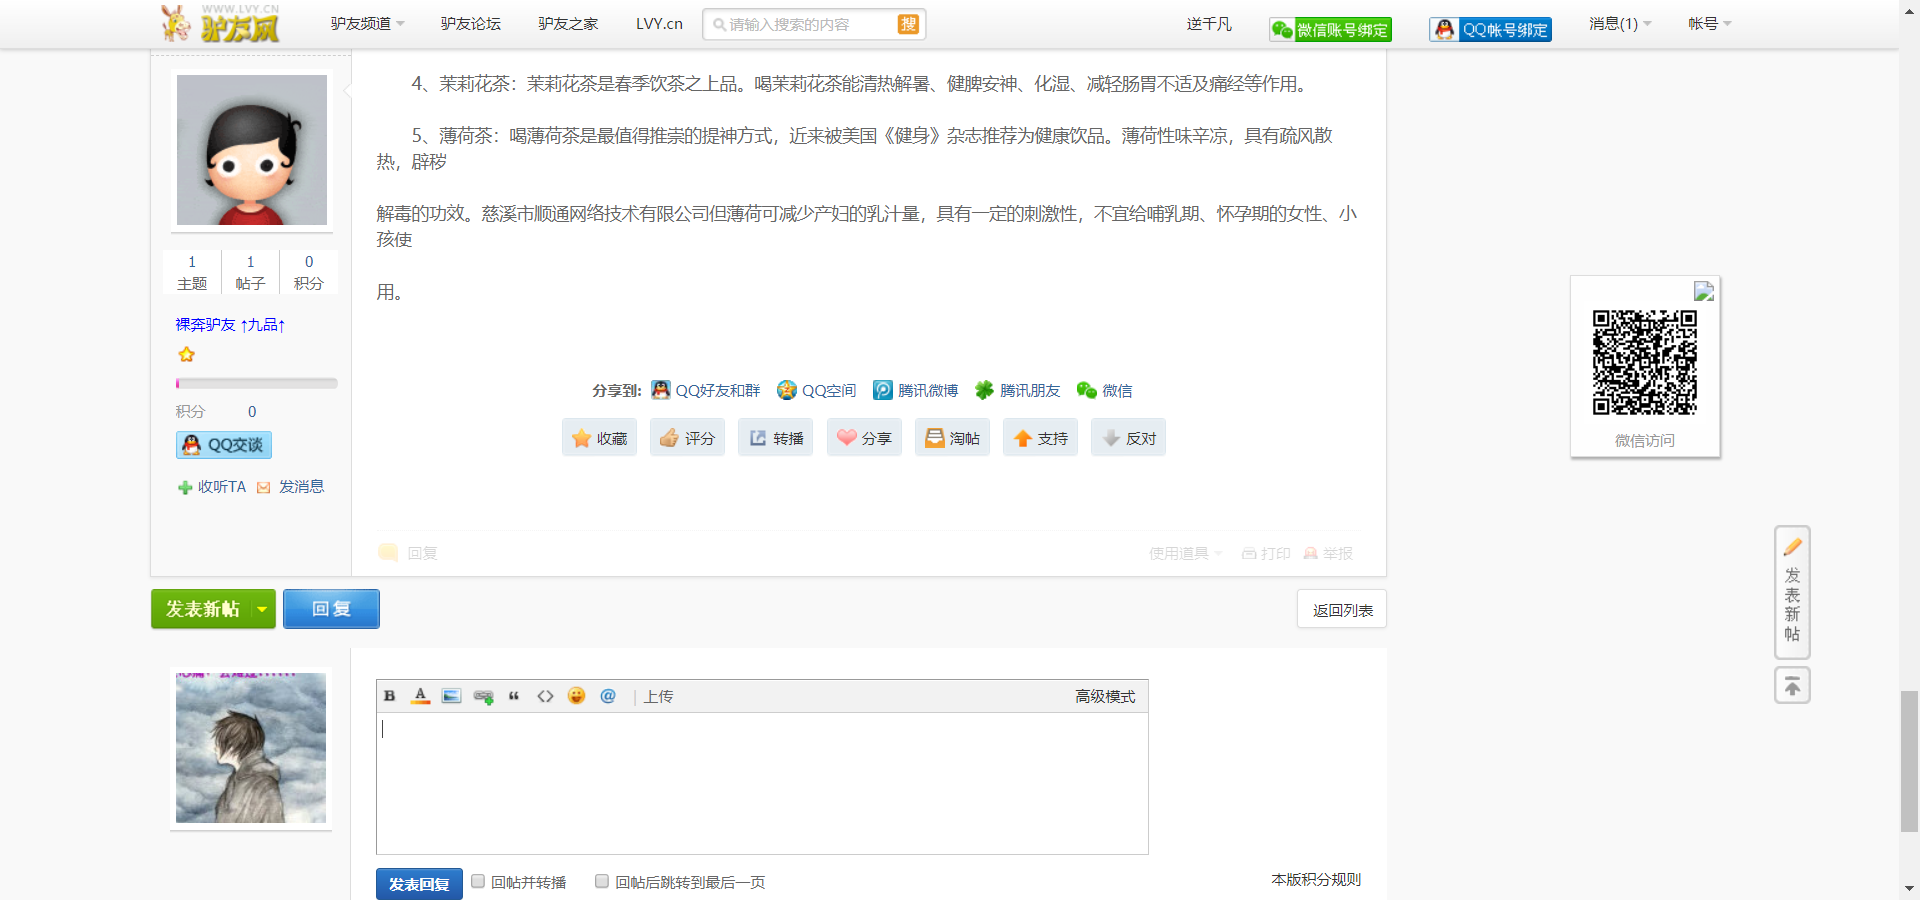 WWW.LVY.CN
驴友网
驴友频道
驴友论坛
驴友之家
LVY.cn
请输入搜索的内容
搜
逆千凡
微信账号绑定
QQ帐号绑定
消息(1)
帐号
4、茉莉花茶：茉莉花茶是春季饮茶之上品。喝茉莉花茶能清热解暑、健脾安神、化湿、减轻肠胃不适及痛经等作用。
5、薄荷茶：喝薄荷茶是最值得推崇的提神方式，近来被美国《健身》杂志推荐为健康饮品。薄荷性味辛凉，具有疏风散
热，辟秽
解毒的功效。慈溪市顺通网络技术有限公司但薄荷可减少产妇的乳汁量，具有一定的刺激性，不宜给哺乳期、怀孕期的女性、小
孩使
用。
1 1 0
主题 帖子 积分
裸奔驴友 ↑九品↑
积分 0
QQ交谈
收听TA 发消息
分享到: QQ好友和群 QQ空间 腾讯微博 腾讯朋友 微信
收藏 评分 转播 分享 淘帖 支持 反对
回复 使用道具 打印 举报
微信访问
发表新帖 回复 返回列表
发
表
新
帖
B A “ <> @ | 上传 高级模式
发表回复 回帖并转播 回帖后跳转到最后一页 本版积分规则